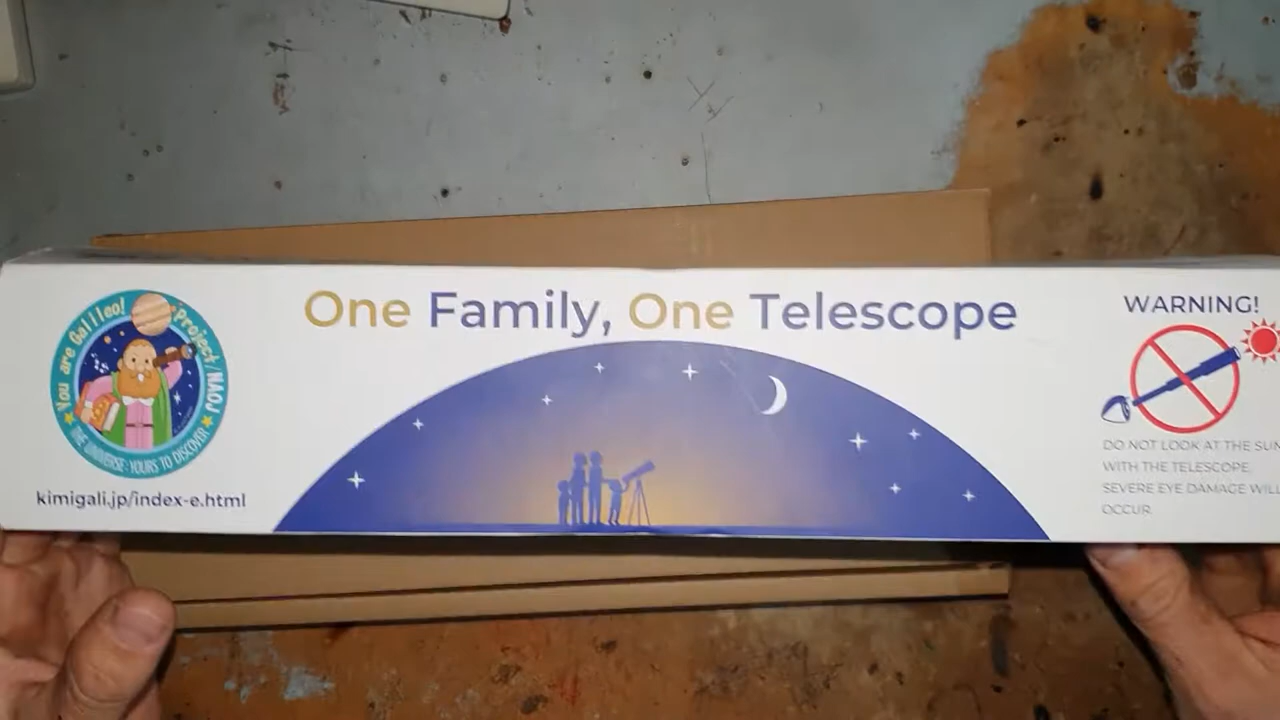 You are Galileo! Project/NAOJ
THE UNIVERSE: YOURS TO DISCOVER
kimigali.jp/index-e.html
One Family, One Telescope
WARNING!
DO NOT LOOK AT THE SUN
WITH THE TELESCOPE.
SEVERE EYE DAMAGE WILL
OCCUR.